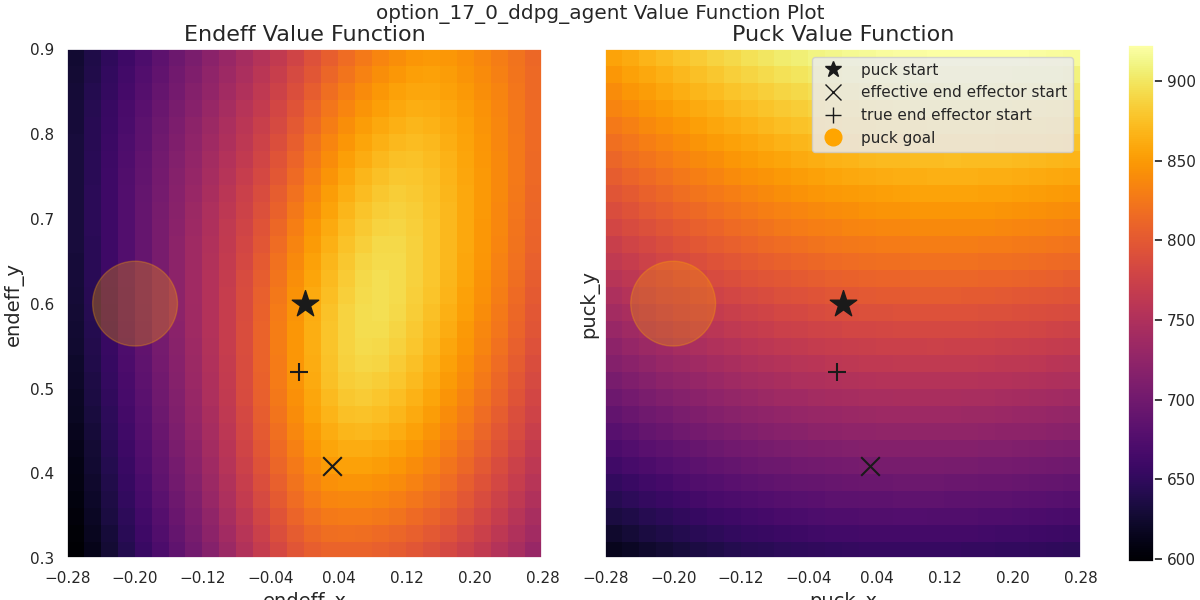 option_17_0_ddpg_agent Value Function Plot
Endeff Value Function
Puck Value Function
puck start
effective end effector start
true end effector start
puck goal
endeff_y
0.9
0.8
0.7
0.6
0.5
0.4
0.3
−0.28 −0.20 −0.12 −0.04 0.04 0.12 0.20 0.28
endeff_x
puck_y
−0.28 −0.20 −0.12 −0.04 0.04 0.12 0.20 0.28
puck_x
900
850
800
750
700
650
600